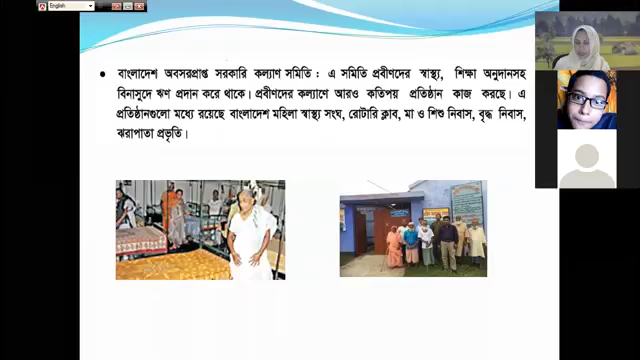 English
বাংলাদেশ অবসরপ্রাপ্ত সরকারি কল্যাণ সমিতি : এ সমিতি প্রবীণদের স্বাস্থ্য, শিক্ষা অনুদানসহ
বিনাসুদে ঋণ প্রদান করে থাকে। প্রবীণদের কল্যাণে আরও কতিপয় প্রতিষ্ঠান কাজ করছে। এ
প্রতিষ্ঠানগুলো মধ্যে রয়েছে বাংলাদেশ মহিলা স্বাস্থ্য সংঘ, রোটারি ক্লাব, মা ও শিশু নিবাস, বৃদ্ধ নিবাস,
ঝরাপাতা প্রভৃতি।